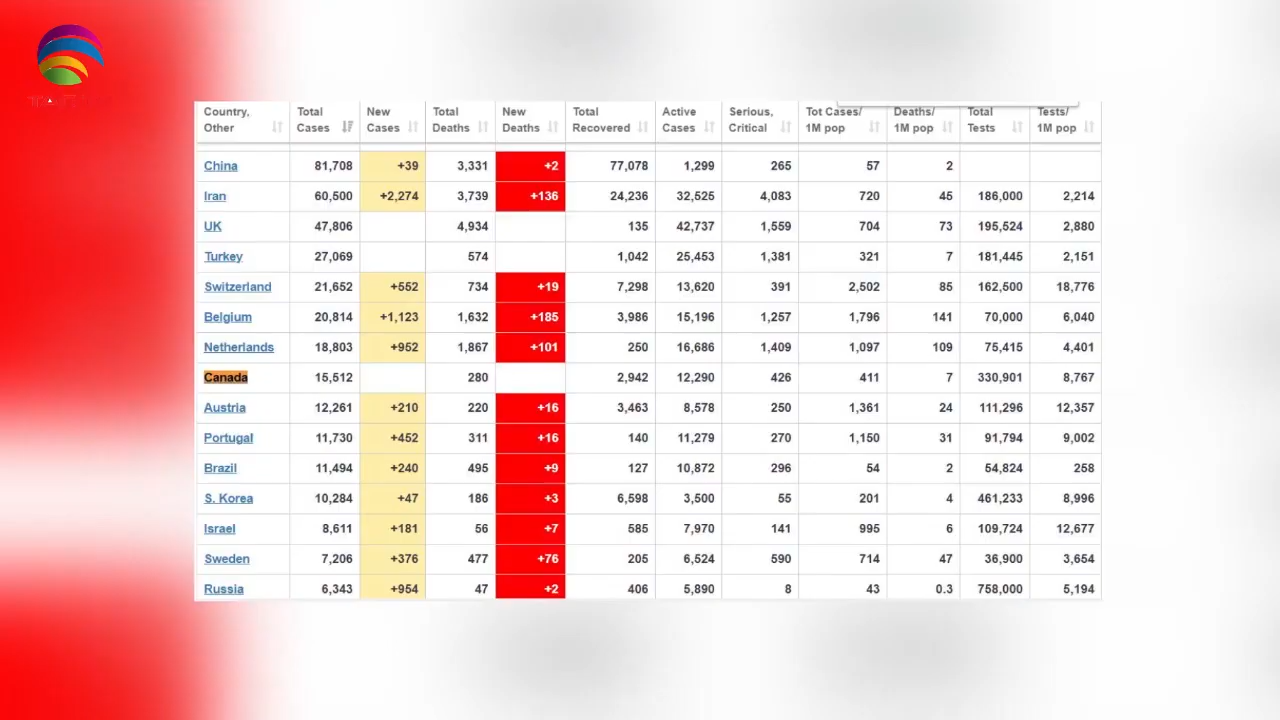 Country, Other Total Cases New Cases Total Deaths New Deaths Total Recovered Active Cases Serious, Critical Tot Cases/ 1M pop Deaths/ 1M pop Total Tests Tests/ 1M pop
China 81,708 +39 3,331 +2 77,078 1,299 265 57 2
Iran 60,500 +2,274 3,739 +136 24,236 32,525 4,083 720 45 186,000 2,214
UK 47,806 4,934 135 42,737 1,559 704 73 195,524 2,880
Turkey 27,069 574 1,042 25,453 1,381 321 7 181,445 2,151
Switzerland 21,652 +552 734 +19 7,298 13,620 391 2,502 85 162,500 18,776
Belgium 20,814 +1,123 1,632 +185 3,986 15,196 1,257 1,796 141 70,000 6,040
Netherlands 18,803 +952 1,867 +101 250 16,686 1,409 1,097 109 75,415 4,401
Canada 15,512 280 2,942 12,290 426 411 7 330,901 8,767
Austria 12,261 +210 220 +16 3,463 8,578 250 1,361 24 111,296 12,357
Portugal 11,730 +452 311 +16 140 11,279 270 1,150 31 91,794 9,002
Brazil 11,494 +240 495 +9 127 10,872 296 54 2 54,824 258
S. Korea 10,284 +47 186 +3 6,598 3,500 55 201 4 461,233 8,996
Israel 8,611 +181 56 +7 585 7,970 141 995 6 109,724 12,677
Sweden 7,206 +376 477 +76 205 6,524 590 714 47 36,900 3,654
Russia 6,343 +954 47 +2 406 5,890 8 43 0.3 758,000 5,194